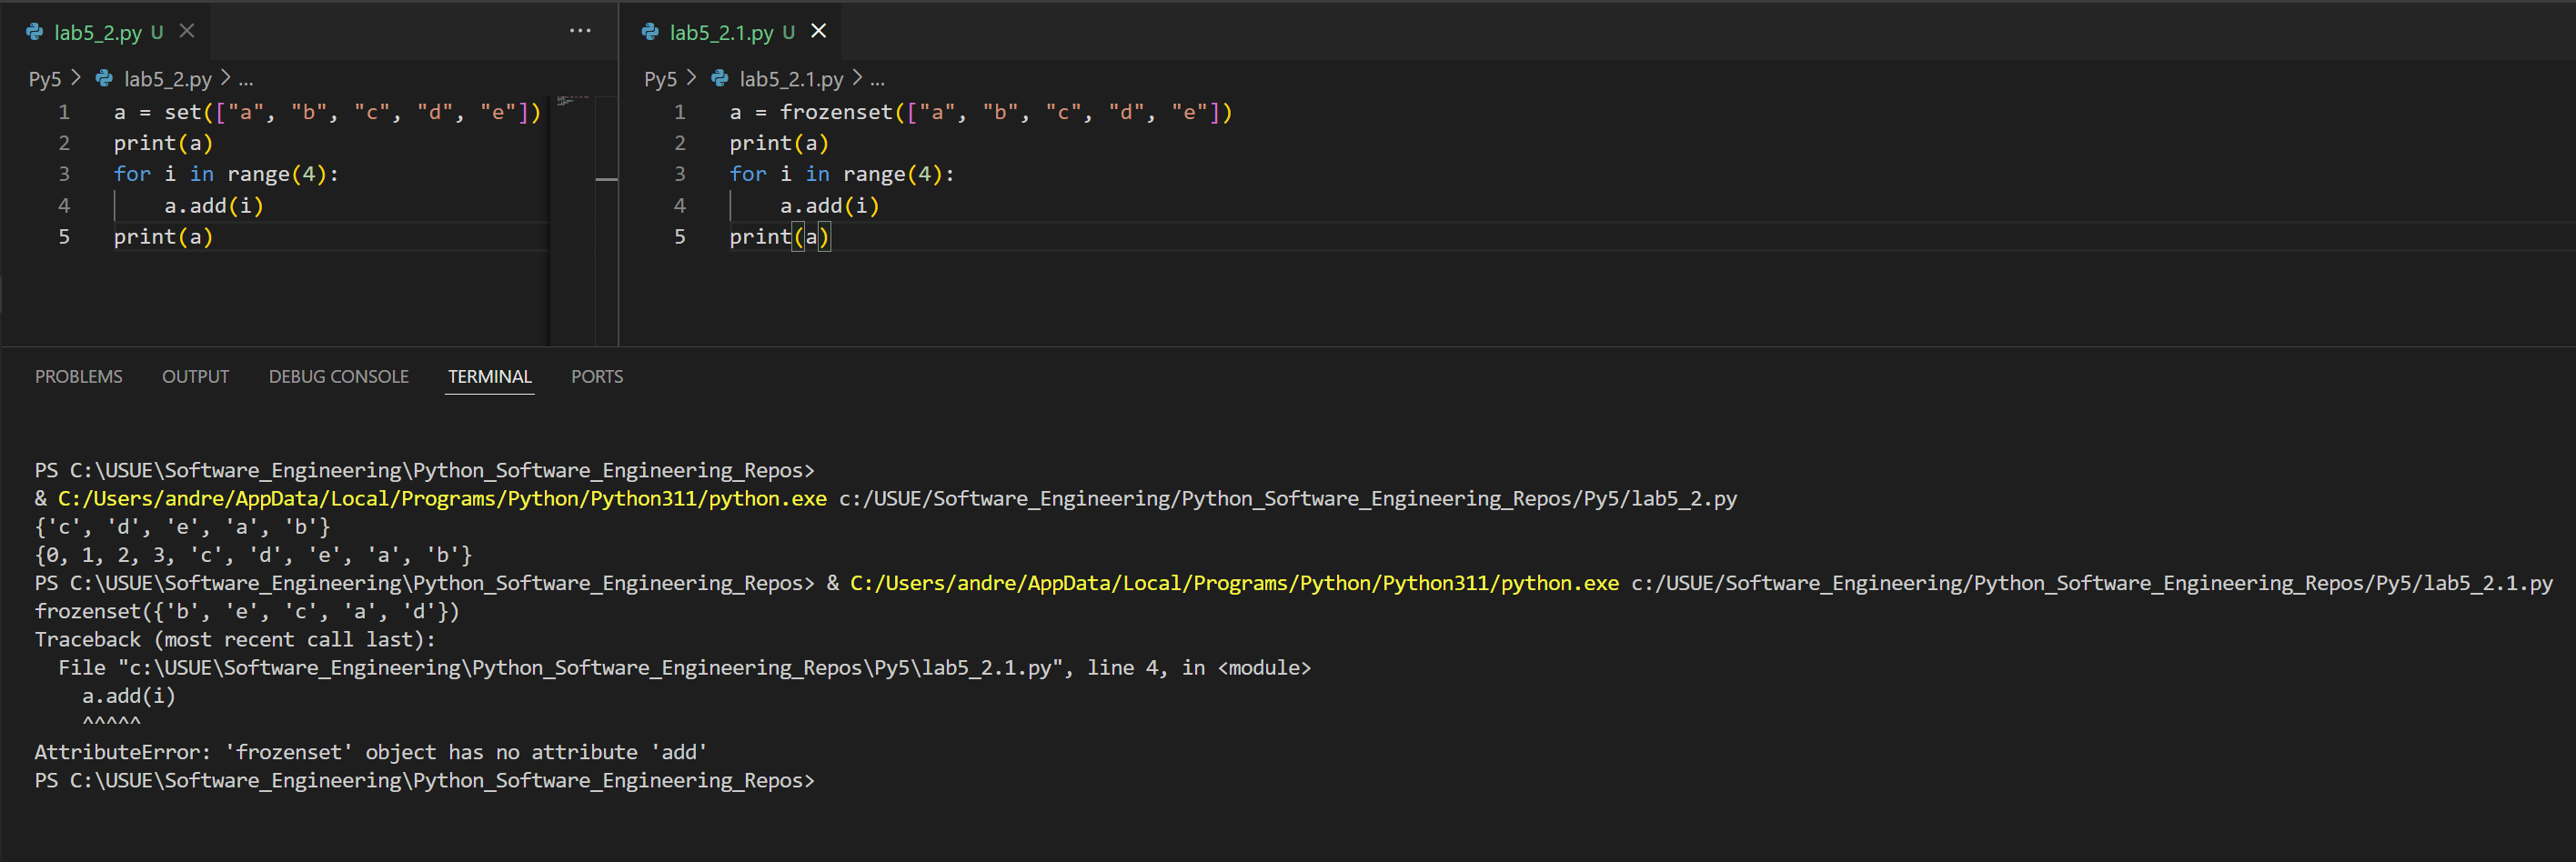 lab5_2.py U
Py5 > lab5_2.py > ...
1 a = set(["a", "b", "c", "d", "e"])
2 print(a)
3 for i in range(4):
4     a.add(i)
5 print(a)
lab5_2.1.py U
Py5 > lab5_2.1.py > ...
1 a = frozenset(["a", "b", "c", "d", "e"])
2 print(a)
3 for i in range(4):
4     a.add(i)
5 print(a)
PROBLEMS OUTPUT DEBUG CONSOLE TERMINAL PORTS
PS C:\USUE\Software_Engineering\Python_Software_Engineering_Repos>
& C:/Users/andre/AppData/Local/Programs/Python/Python311/python.exe c:/USUE/Software_Engineering/Python_Software_Engineering_Repos/Py5/lab5_2.py
{'c', 'd', 'e', 'a', 'b'}
{0, 1, 2, 3, 'c', 'd', 'e', 'a', 'b'}
PS C:\USUE\Software_Engineering\Python_Software_Engineering_Repos> & C:/Users/andre/AppData/Local/Programs/Python/Python311/python.exe c:/USUE/Software_Engineering/Python_Software_Engineering_Repos/Py5/lab5_2.1.py
frozenset({'b', 'e', 'c', 'a', 'd'})
Traceback (most recent call last):
  File "c:\USUE\Software_Engineering\Python_Software_Engineering_Repos\Py5\lab5_2.1.py", line 4, in <module>
    a.add(i)
    ^^^^^
AttributeError: 'frozenset' object has no attribute 'add'
PS C:\USUE\Software_Engineering\Python_Software_Engineering_Repos>